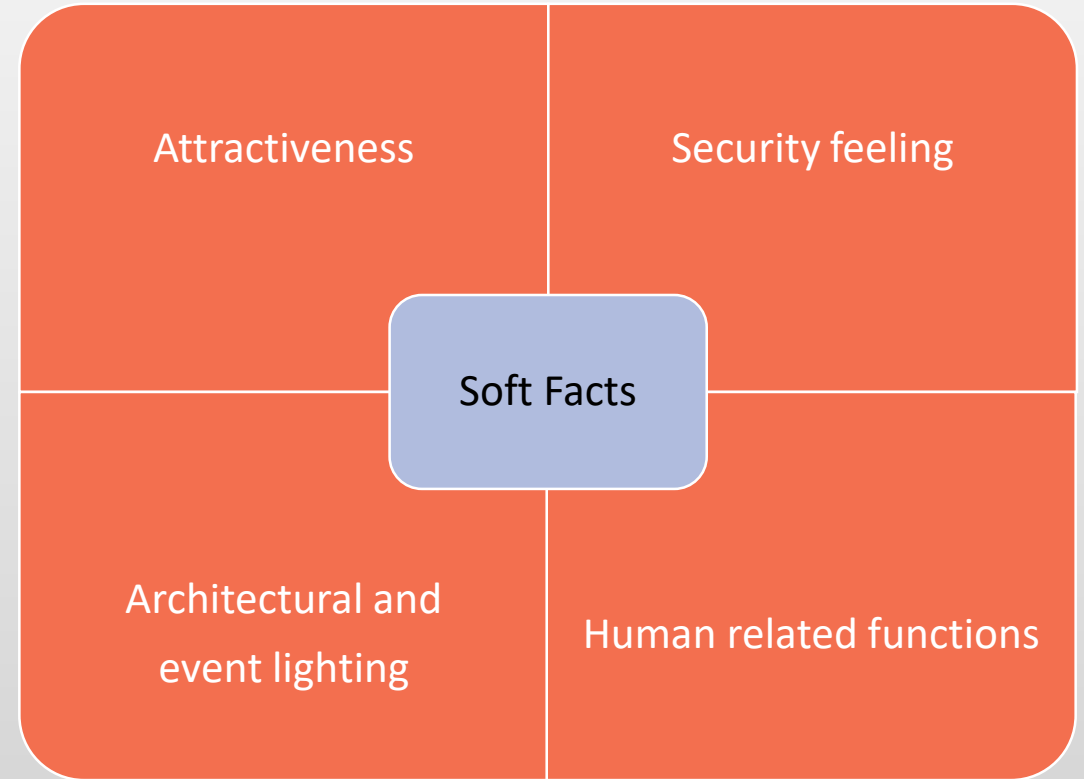 Attractiveness
Security feeling
Soft Facts
Architectural and
event lighting
Human related functions